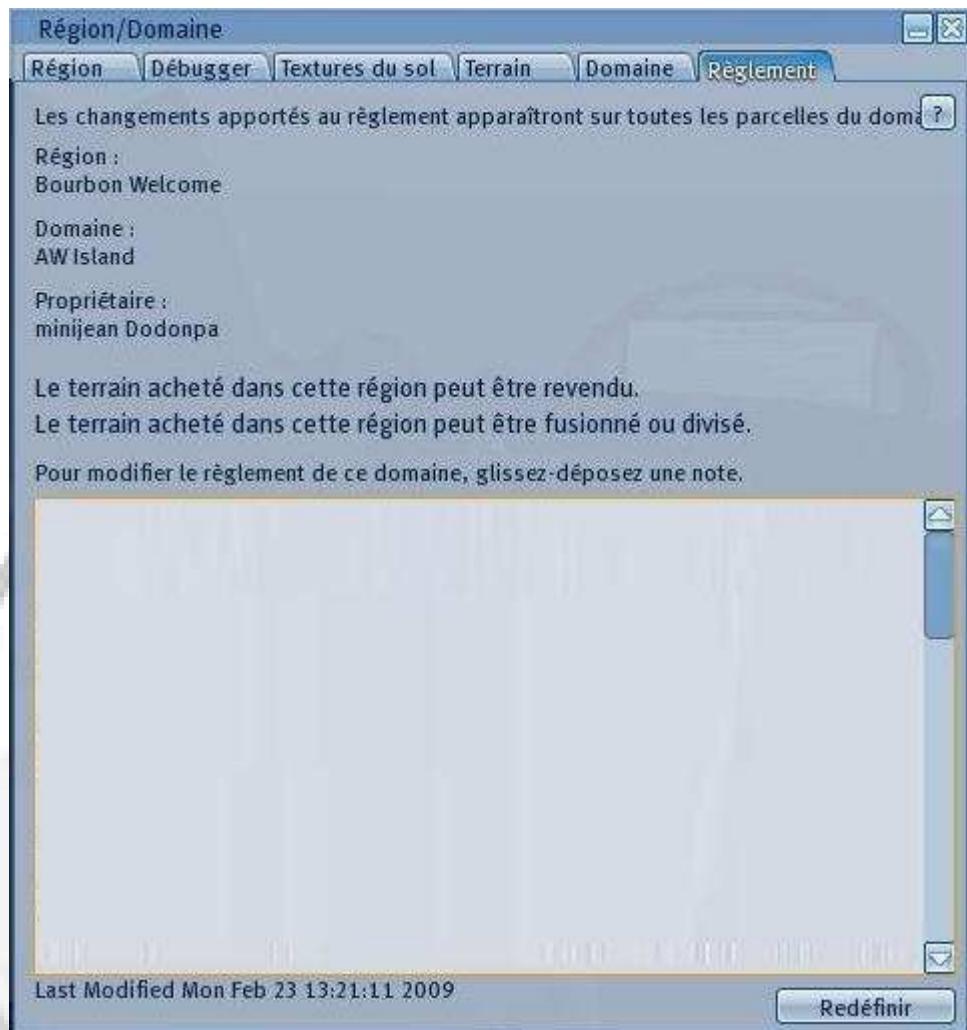 Région/Domaine
Région Débugger Textures du sol Terrain Domaine Règlement
Les changements apportés au règlement apparaîtront sur toutes les parcelles du doma ?
Région :
Bourbon Welcome
Domaine :
AW Island
Propriétaire :
minijean Dodonpa
Le terrain acheté dans cette région peut être revendu.
Le terrain acheté dans cette région peut être fusionné ou divisé.
Pour modifier le règlement de ce domaine, glissez-déposez une note.
Last Modified Mon Feb 23 13:21:11 2009
Redéfinir